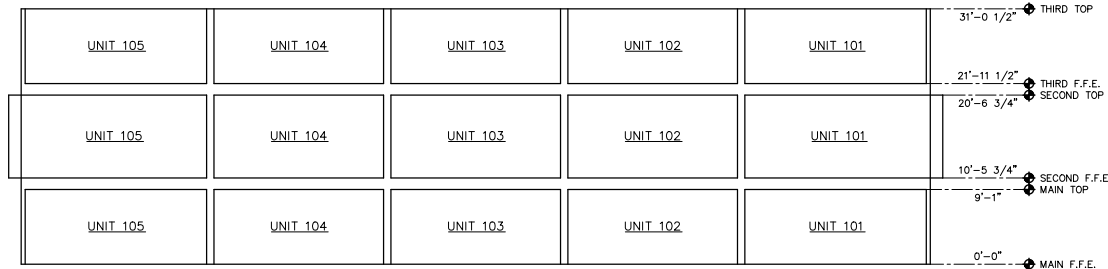 THIRD TOP
31'-0 1/2"
UNIT 105 UNIT 104 UNIT 103 UNIT 102 UNIT 101
21'-11 1/2"
THIRD F.F.E.
SECOND TOP
20'-6 3/4"
UNIT 105 UNIT 104 UNIT 103 UNIT 102 UNIT 101
10'-5 3/4"
SECOND F.F.E
MAIN TOP
9'-1"
UNIT 105 UNIT 104 UNIT 103 UNIT 102 UNIT 101
0'-0"
MAIN F.F.E.